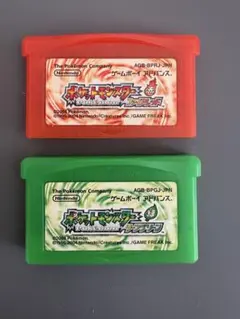 The Pokémon Company
AGB-BPRJ-JPN
Nintendo
ゲームボーイアドバンス
ポケットモンスター
ファイアレッド
The Pokémon Company
AGB-BPGJ-JPN
Nintendo
ゲームボーイアドバンス
ポケットモンスター
リーフグリーン